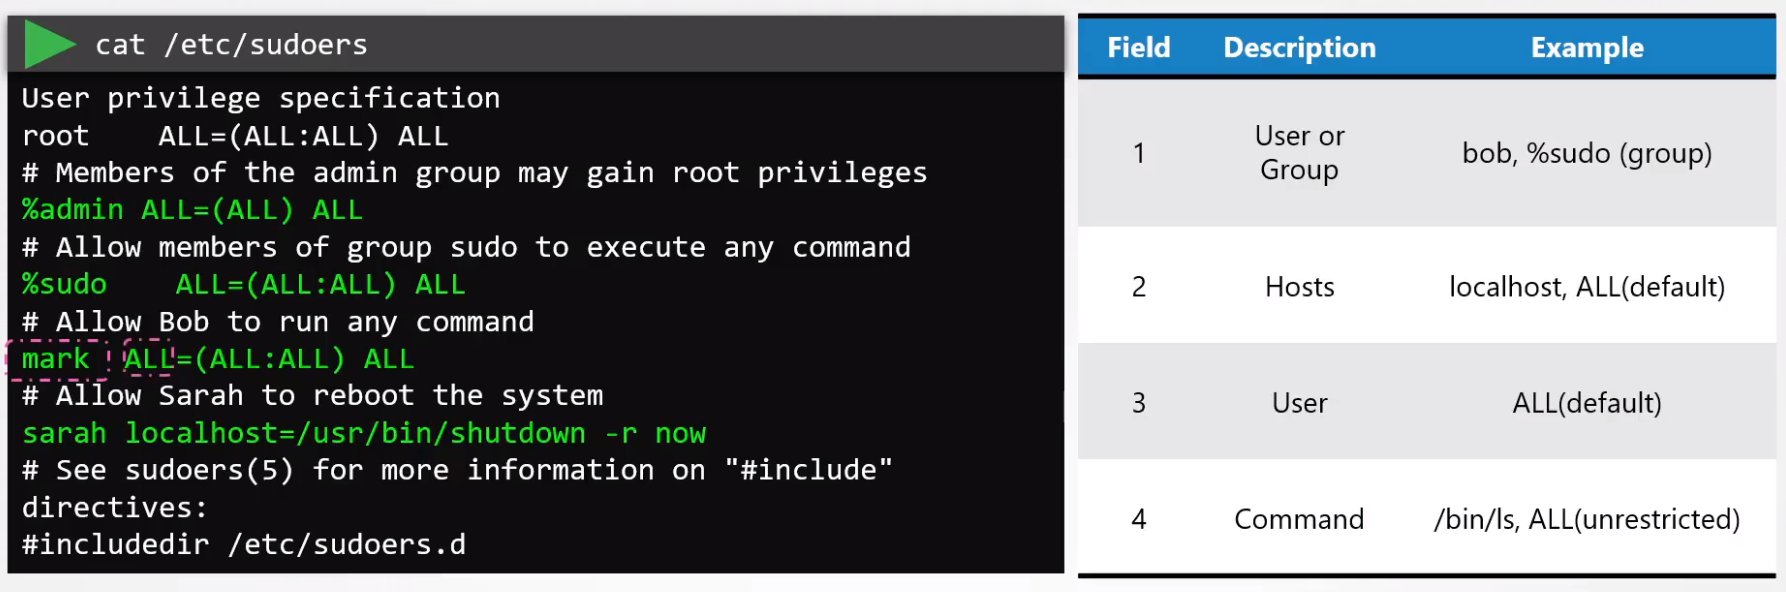 cat /etc/sudoers
User privilege specification
root    ALL=(ALL:ALL) ALL
# Members of the admin group may gain root privileges
%admin ALL=(ALL) ALL
# Allow members of group sudo to execute any command
%sudo    ALL=(ALL:ALL) ALL
# Allow Bob to run any command
mark  ALL=(ALL:ALL) ALL
# Allow Sarah to reboot the system
sarah localhost=/usr/bin/shutdown -r now
# See sudoers(5) for more information on "#include"
directives:
#includedir /etc/sudoers.d
Field Description Example
1 User or Group bob, %sudo (group)
2 Hosts localhost, ALL(default)
3 User ALL(default)
4 Command /bin/ls, ALL(unrestricted)